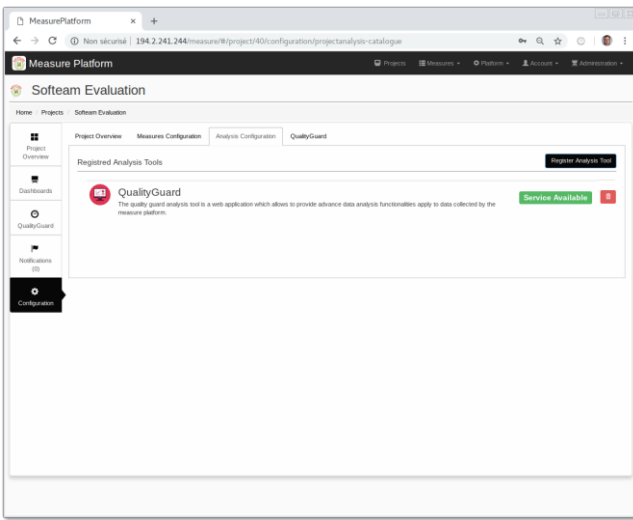 MeasurePlatform
Non sécurisé | 194.2.241.244/measure/#/project/40/configuration/projectanalysis-catalogue
Measure Platform
Projects Measures Platform Account Administration
Softeam Evaluation
Home / Projects / Softeam Evaluation
Project Overview
Dashboards
QualityGuard
Notifications (0)
Configuration
Project Overview Measures Configuration Analysis Configuration QualityGuard
Registred Analysis Tools
Register Analysis Tool
QualityGuard
The quality guard analysis tool is a web application which allows to provide advance data analysis functionalities apply to data collected by the
measure platform.
Service Available